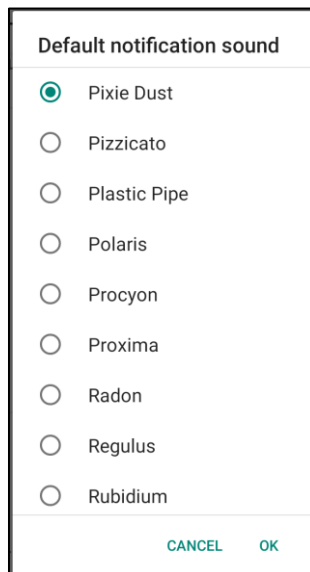 Default notification sound
Pixie Dust
Pizzicato
Plastic Pipe
Polaris
Procyon
Proxima
Radon
Regulus
Rubidium
CANCEL OK